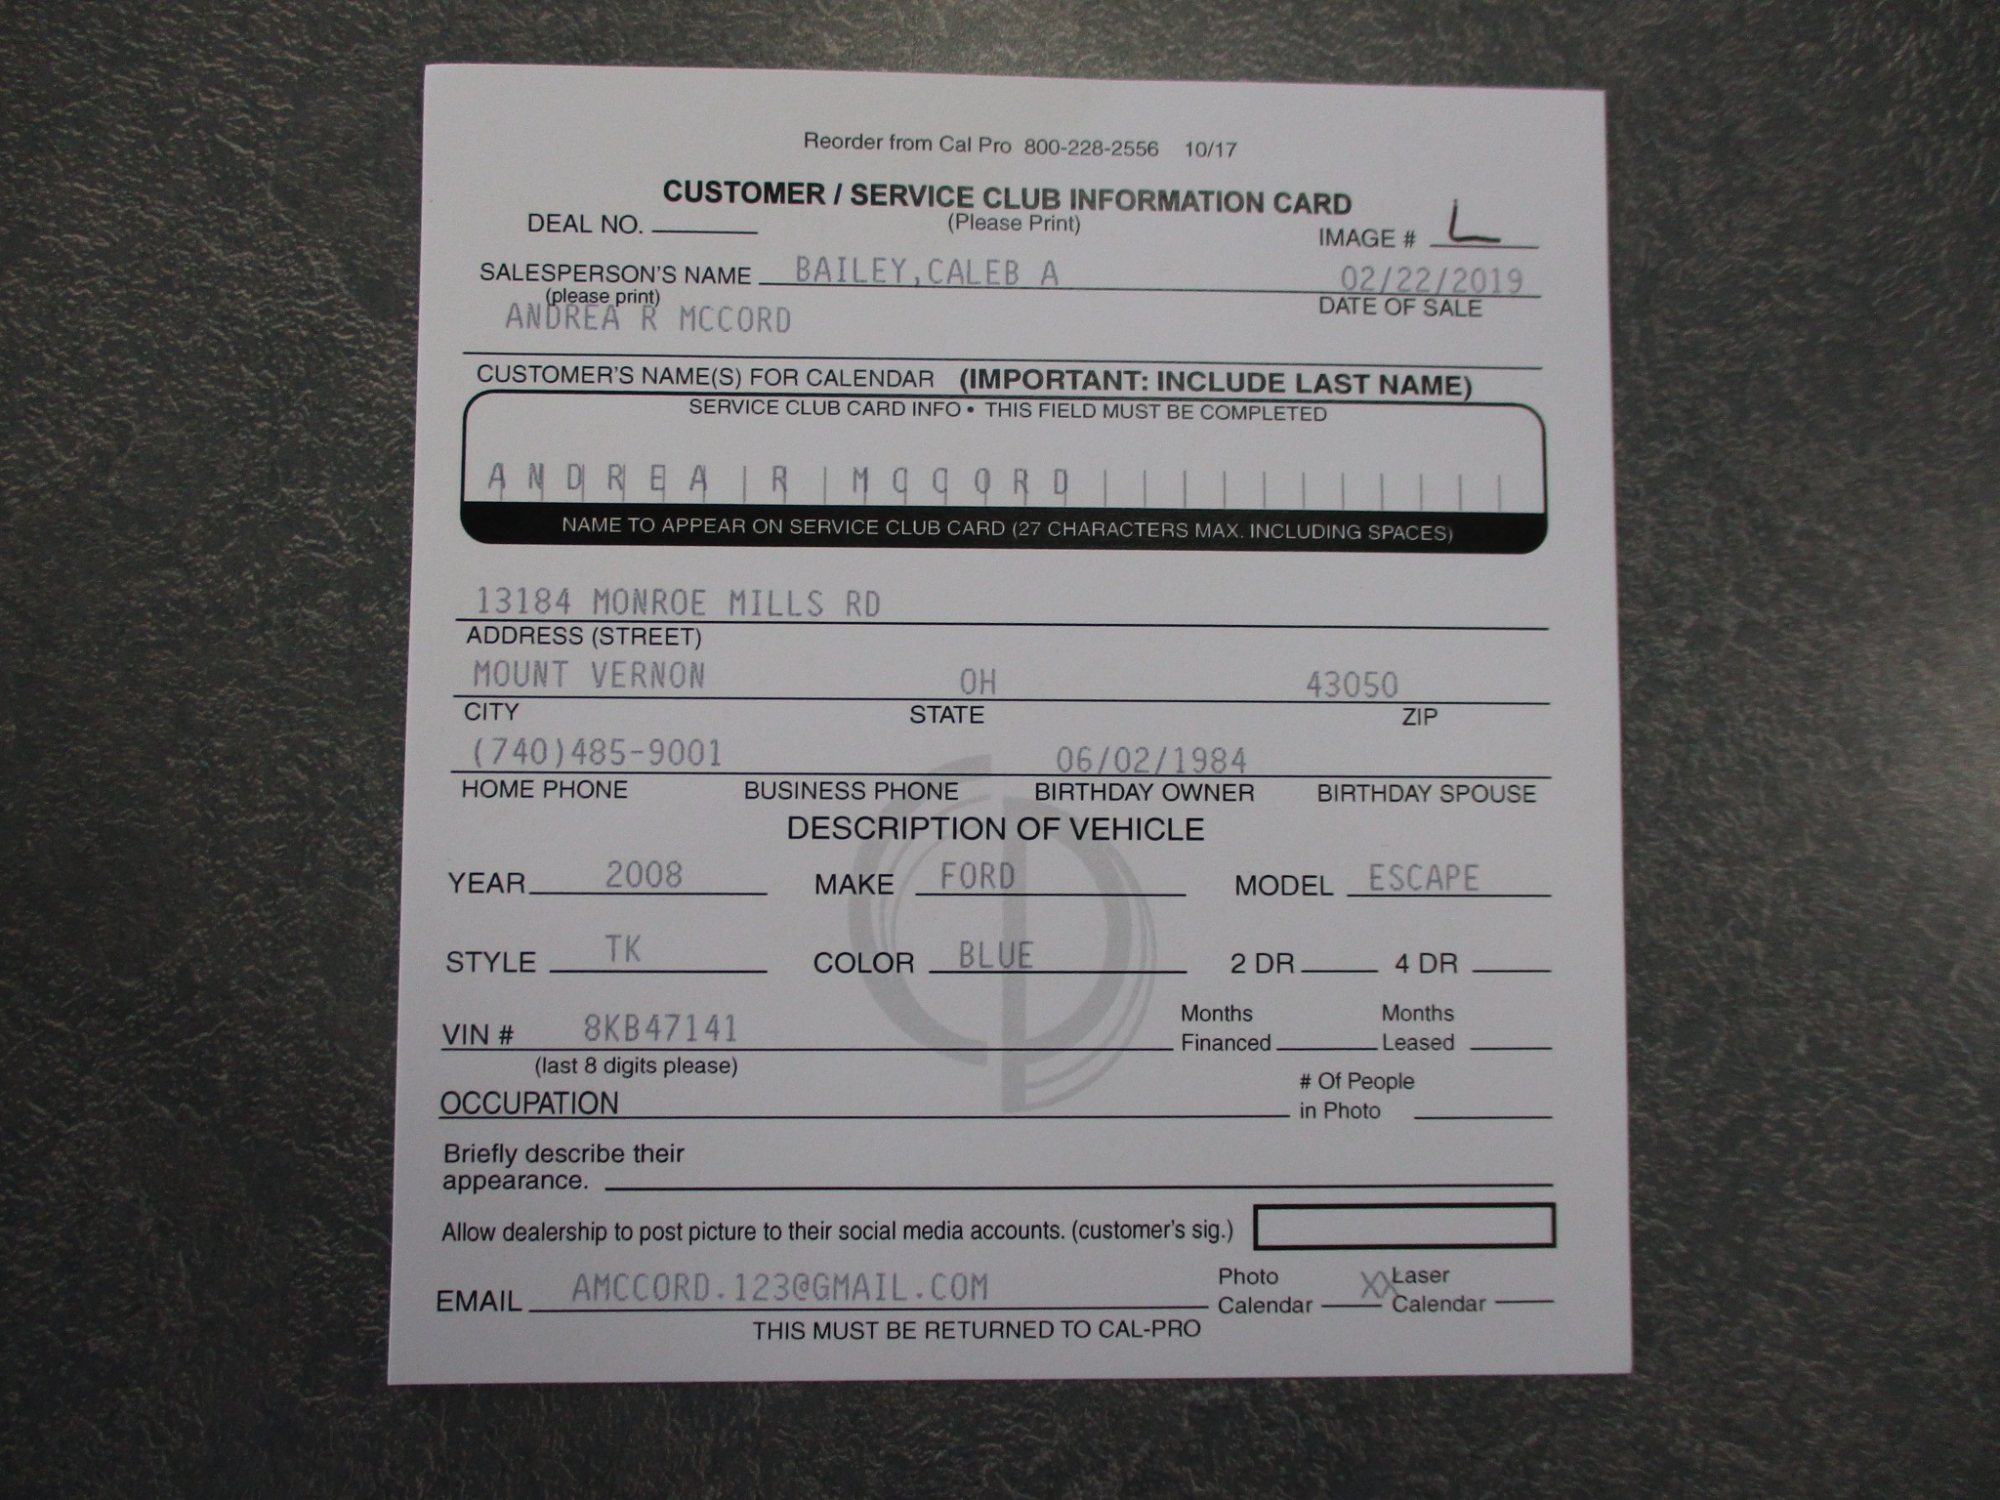 Reorder from Cal Pro 800-228-2556 10/17
CUSTOMER / SERVICE CLUB INFORMATION CARD
DEAL NO. (Please Print) IMAGE # L
SALESPERSON'S NAME BAILEY,CALEB A 02/22/2019
(please print) DATE OF SALE
ANDREA R MCCORD
CUSTOMER'S NAME(S) FOR CALENDAR (IMPORTANT: INCLUDE LAST NAME)
SERVICE CLUB CARD INFO • THIS FIELD MUST BE COMPLETED
ANDREA R MCCORD
NAME TO APPEAR ON SERVICE CLUB CARD (27 CHARACTERS MAX. INCLUDING SPACES)
13184 MONROE MILLS RD
ADDRESS (STREET)
MOUNT VERNON OH 43050
CITY STATE ZIP
(740)485-9001 06/02/1984
HOME PHONE BUSINESS PHONE BIRTHDAY OWNER BIRTHDAY SPOUSE
DESCRIPTION OF VEHICLE
YEAR 2008 MAKE FORD MODEL ESCAPE
STYLE TK COLOR BLUE 2 DR 4 DR
VIN # 8KB47141 Months Financed Months Leased
(last 8 digits please)
OCCUPATION # Of People in Photo
Briefly describe their
appearance.
Allow dealership to post picture to their social media accounts. (customer's sig.)
EMAIL AMCCORD.123@GMAIL.COM Photo Calendar XX Laser Calendar
THIS MUST BE RETURNED TO CAL-PRO